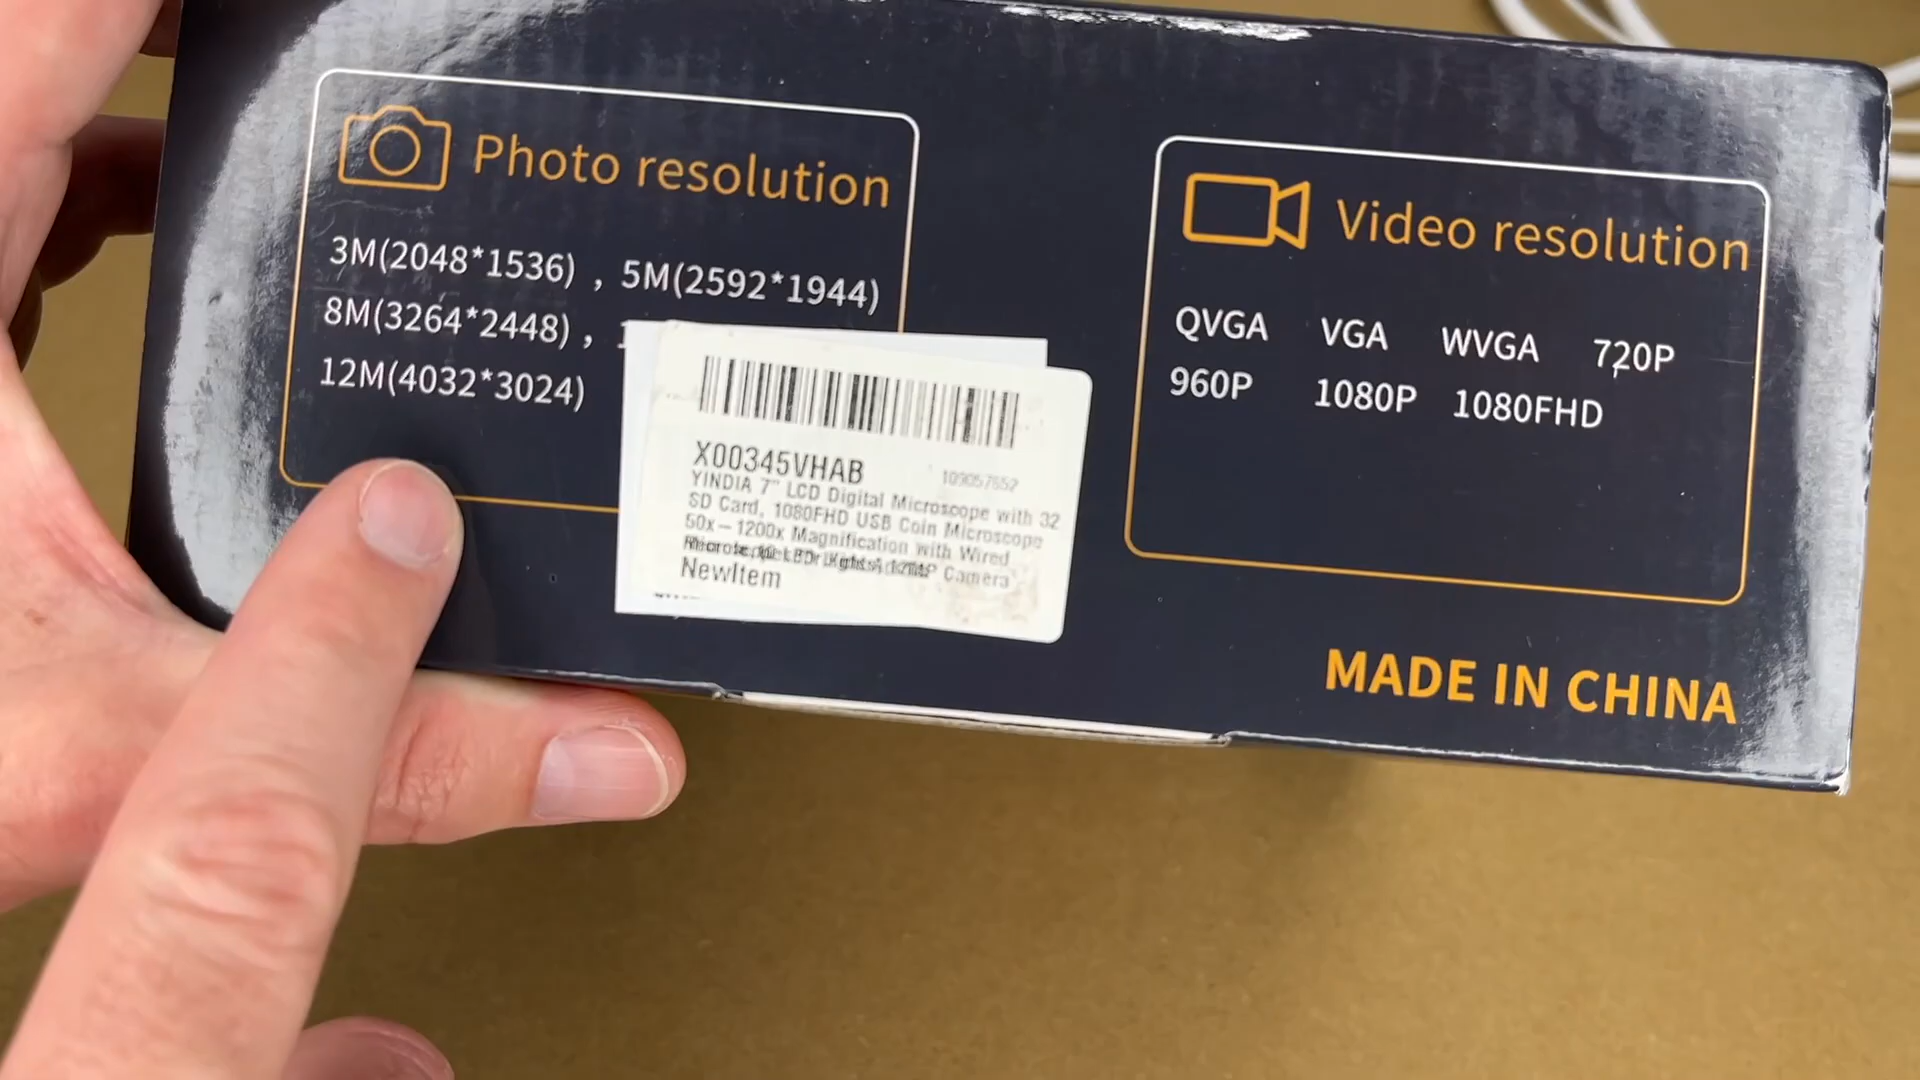 Photo resolution
3M(2048*1536) , 5M(2592*1944)
8M(3264*2448) ,
12M(4032*3024)
Video resolution
QVGA VGA WVGA 720P
960P 1080P 1080FHD
X00345VHAB
109057652
YINDIA 7" LCD Digital Microscope with 32
SD Card, 1080FHD USB Coin Microscope
50x – 1200x Magnification with Wired
Camera
NewItem
MADE IN CHINA